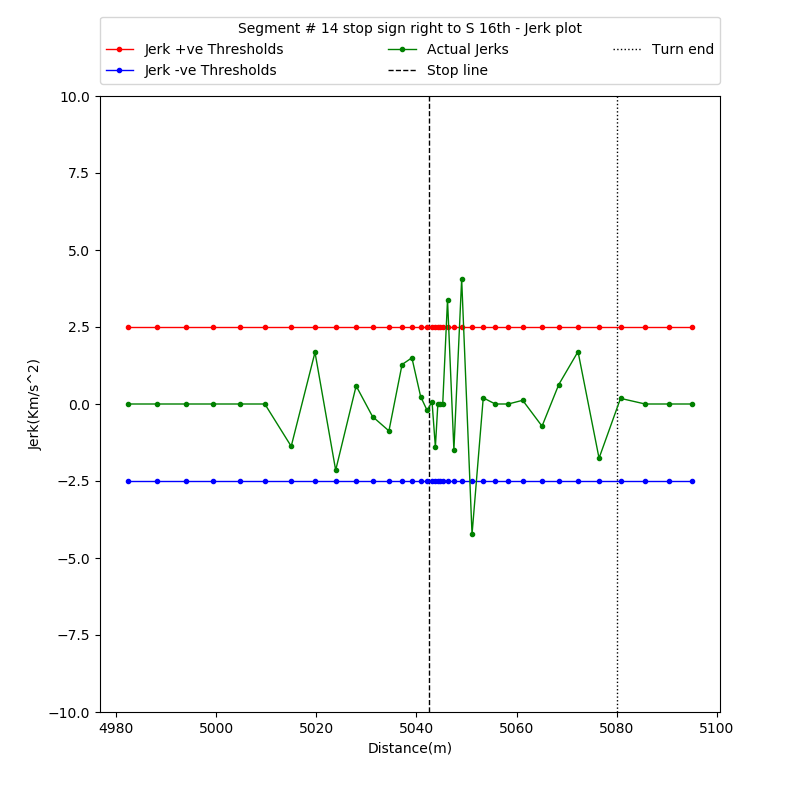 Segment # 14 stop sign right to S 16th - Jerk plot
Jerk +ve Thresholds
Jerk -ve Thresholds
Actual Jerks
Stop line
Turn end
10.0
7.5
5.0
2.5
0.0
−2.5
−5.0
−7.5
−10.0
Jerk(Km/s^2)
4980 5000 5020 5040 5060 5080 5100
Distance(m)